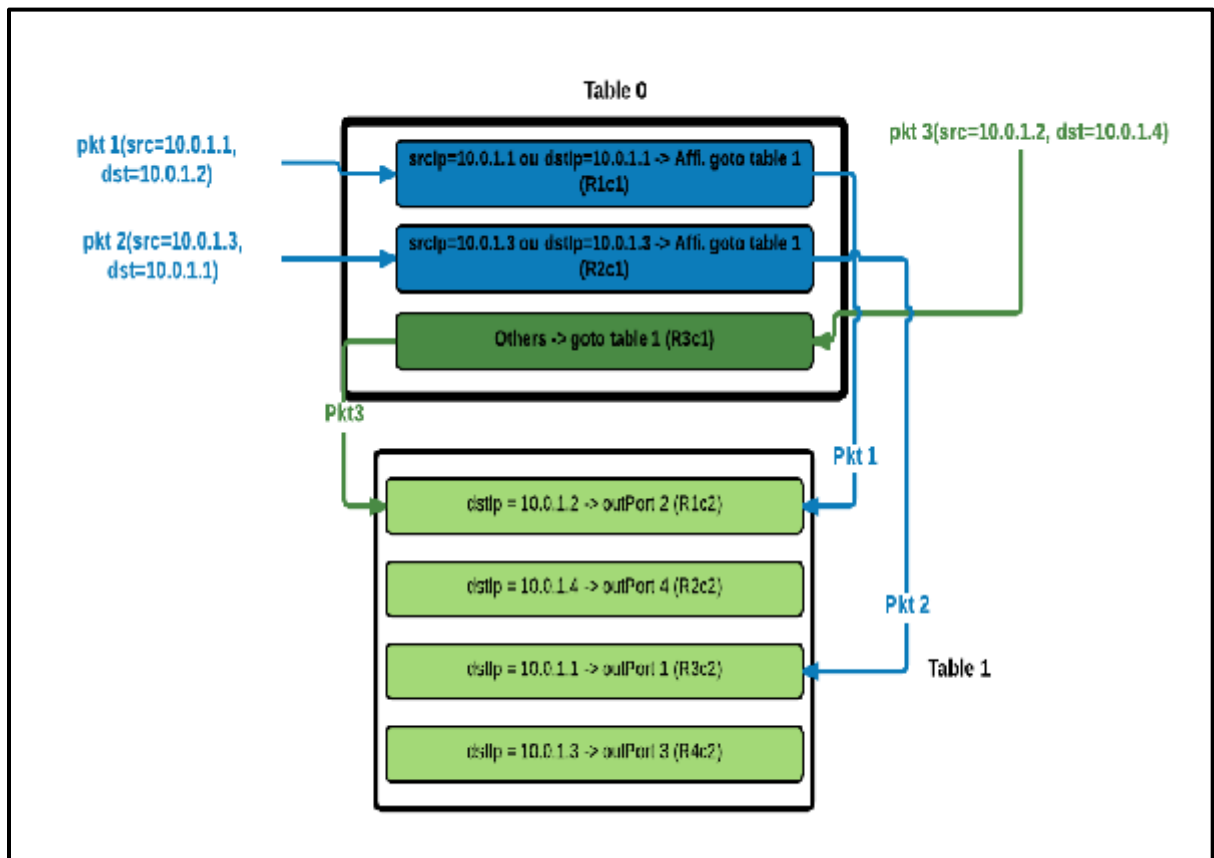 Table 0
pkt 1(src=10.0.1.1,
dst=10.0.1.2)
pkt 3(src=10.0.1.2, dst=10.0.1.4)
srcIp=10.0.1.1 ou dstIp=10.0.1.1 -> Affi. goto table 1
(R1c1)
pkt 2(src=10.0.1.3,
dst=10.0.1.1)
srcIp=10.0.1.3 ou dstIp=10.0.1.3 -> Affi. goto table 1
(R2c1)
Others -> goto table 1 (R3c1)
Pkt3
Pkt 1
dstIp = 10.0.1.2 -> outPort 2 (R1c2)
dstIp = 10.0.1.4 -> outPort 4 (R2c2)
Pkt 2
dstIp = 10.0.1.1 -> outPort 1 (R3c2)
Table 1
dstIp = 10.0.1.3 -> outPort 3 (R4c2)